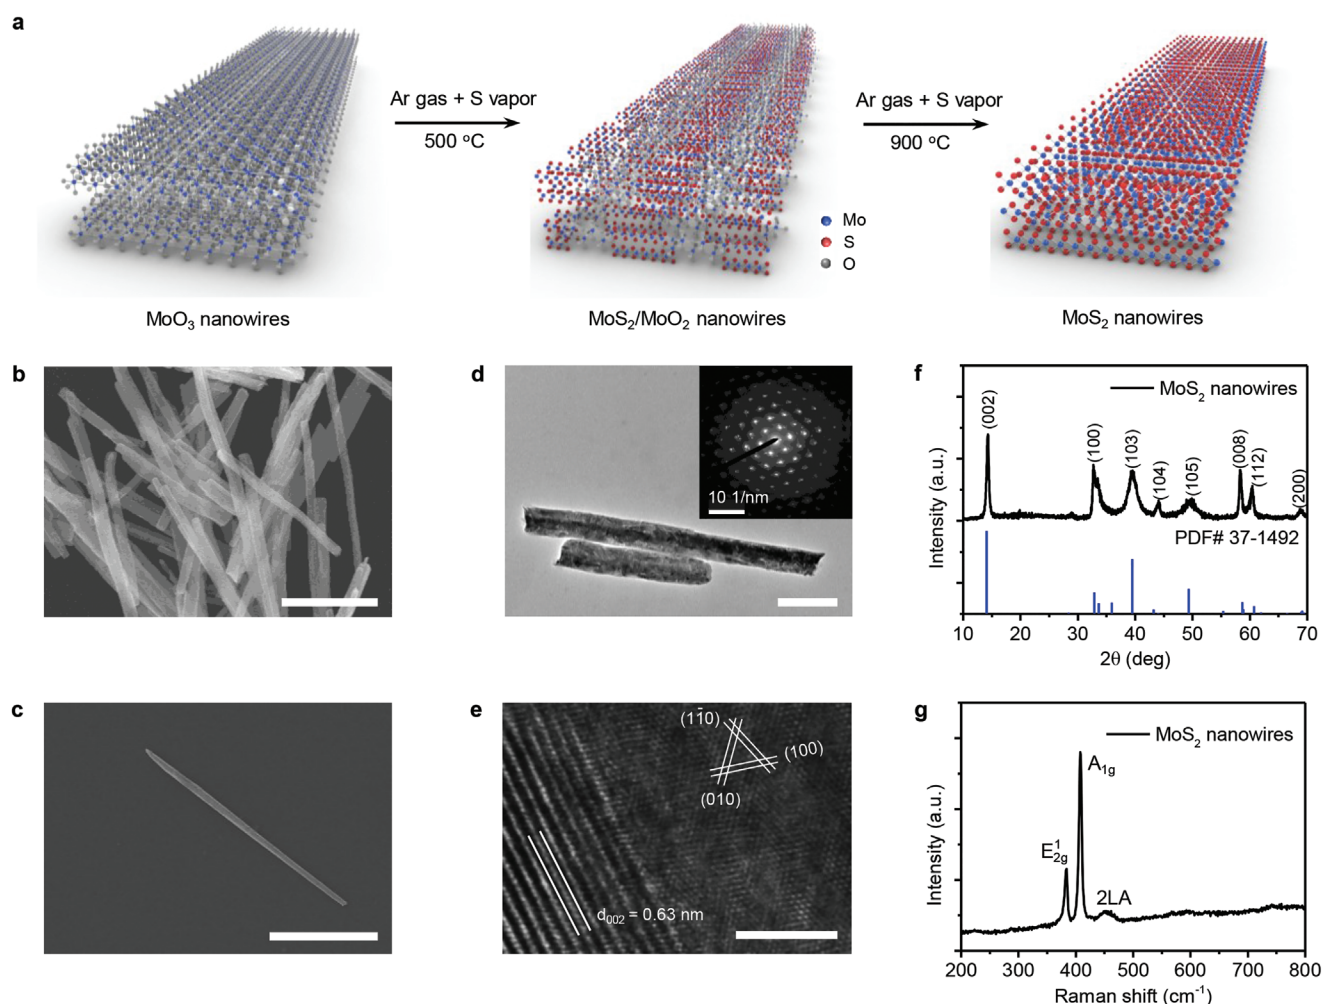 a
Ar gas + S vapor
500 °C
Ar gas + S vapor
900 °C
Mo
S
O
MoO₃ nanowires
MoS₂/MoO₂ nanowires
MoS₂ nanowires
b
d
10 1/nm
f
MoS₂ nanowires
(002)
(100)
(103)
(104)
(105)
(008)
(112)
(200)
PDF# 37-1492
Intensity (a.u.)
10 20 30 40 50 60 70
2θ (deg)
c
e
(11̄0)
(100)
(010)
d₀₀₂ = 0.63 nm
g
MoS₂ nanowires
A₁g
E¹₂g
2LA
Intensity (a.u.)
200 300 400 500 600 700 800
Raman shift (cm⁻¹)